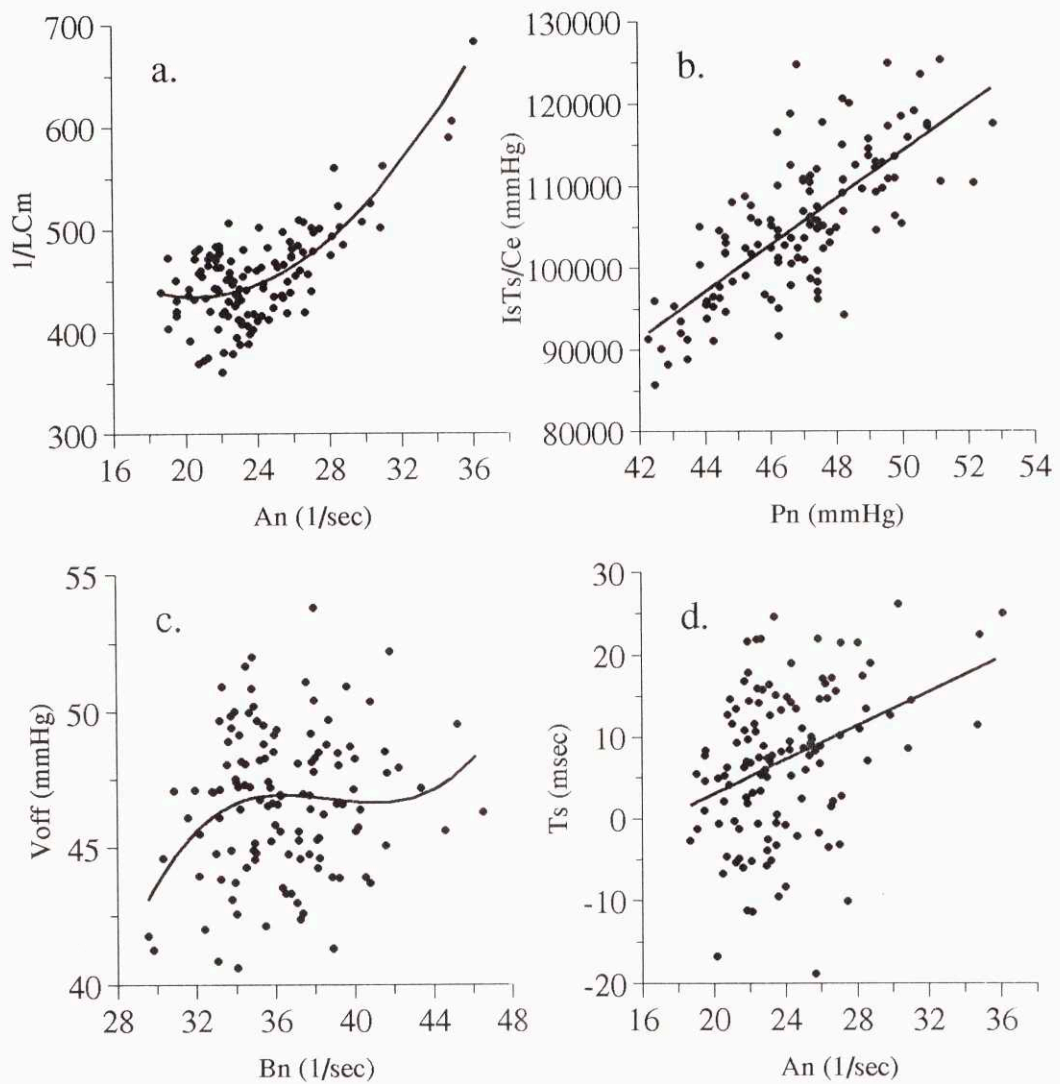 a.
1/LCm
700
600
500
400
300
16 20 24 28 32 36
An (1/sec)
b.
IsTs/Ce (mmHg)
130000
120000
110000
100000
90000
80000
42 44 46 48 50 52 54
Pn (mmHg)
c.
Voff (mmHg)
55
50
45
40
28 32 36 40 44 48
Bn (1/sec)
d.
Ts (msec)
30
20
10
0
-10
-20
16 20 24 28 32 36
An (1/sec)